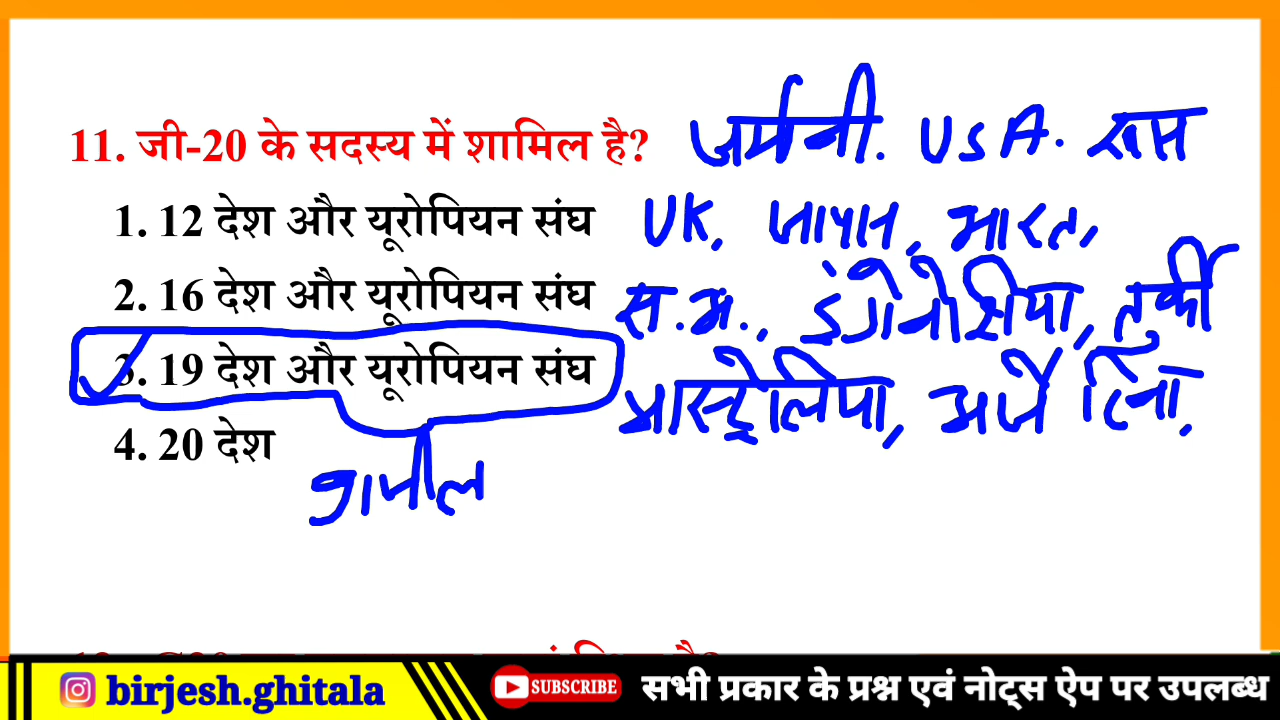 11. जी-20 के सदस्य में शामिल है?
1. 12 देश और यूरोपियन संघ
2. 16 देश और यूरोपियन संघ
3. 19 देश और यूरोपियन संघ
4. 20 देश
जर्मनी. USA. रूस
UK, जापान, भारत,
स.अ., इंडोनेशिया, तुर्की
आस्ट्रेलिया, अर्जेंटिना,
birjesh.ghitala
SUBSCRIBE
सभी प्रकार के प्रश्न एवं नोट्स ऐप पर उपलब्ध